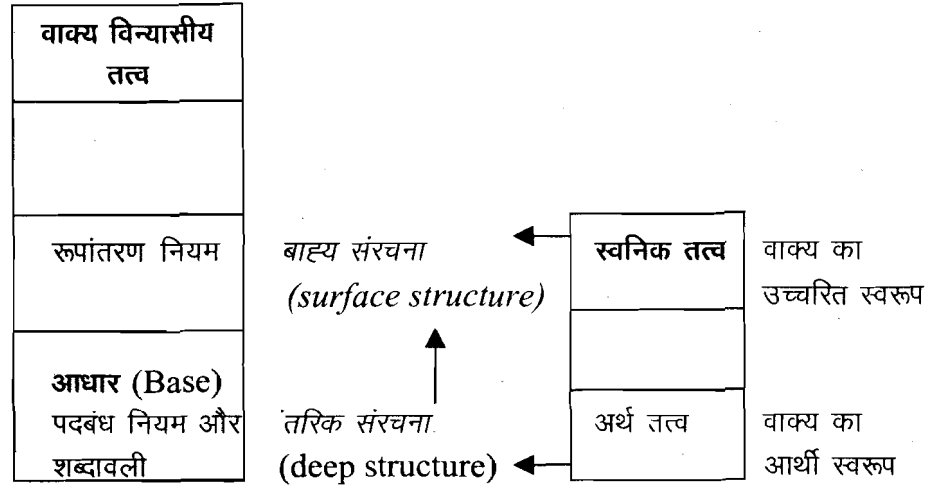 वाक्य विन्यासीय
तत्व
रूपांतरण नियम
बाह्य संरचना
(surface structure)
स्वनिक तत्व
वाक्य का
उच्चरित स्वरूप
आधार (Base)
पदबंध नियम और
शब्दावली
ंतरिक संरचना
(deep structure)
अर्थ तत्व
वाक्य का
आर्थी स्वरूप